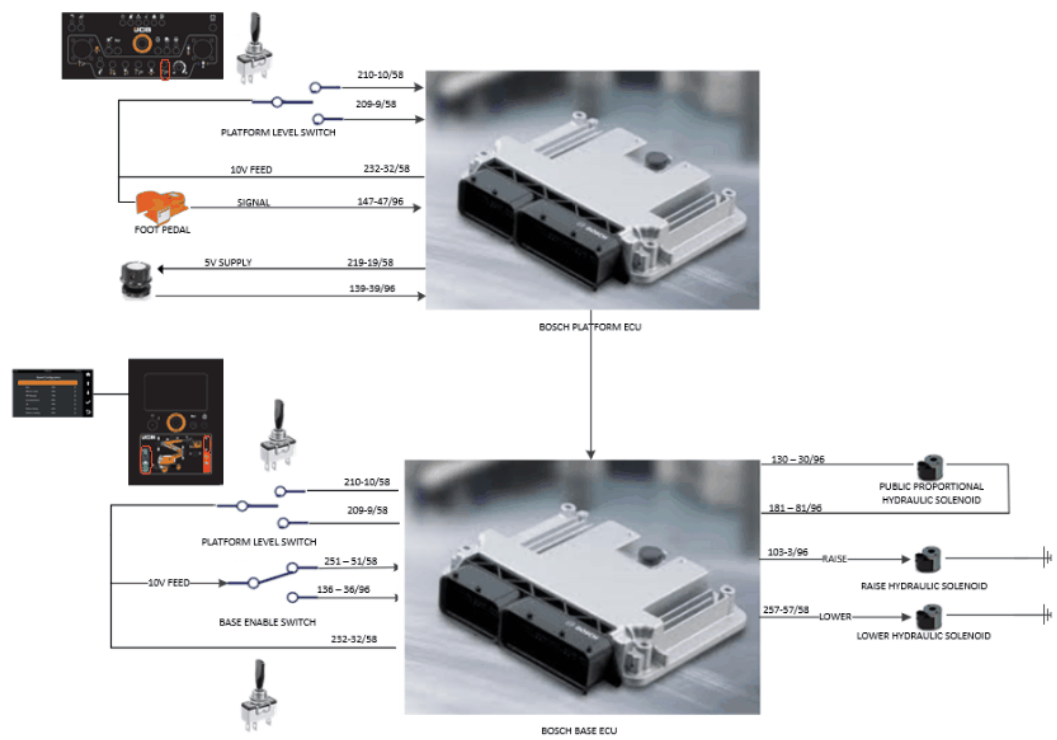 210-10/58
209-9/58
PLATFORM LEVEL SWITCH
10V FEED
232-32/58
SIGNAL
147-47/96
FOOT PEDAL
5V SUPPLY
219-19/58
139-39/96
BOSCH
BOSCH PLATFORM ECU
210-10/58
209-9/58
PLATFORM LEVEL SWITCH
10V FEED
251 – 51/58
136 – 36/96
BASE ENABLE SWITCH
232-32/58
BOSCH
BOSCH BASE ECU
130 – 30/96
PUBLIC PROPORTIONAL
HYDRAULIC SOLENOID
181 – 81/96
103-3/96
RAISE
RAISE HYDRAULIC SOLENOID
257-57/58
LOWER
LOWER HYDRAULIC SOLENOID